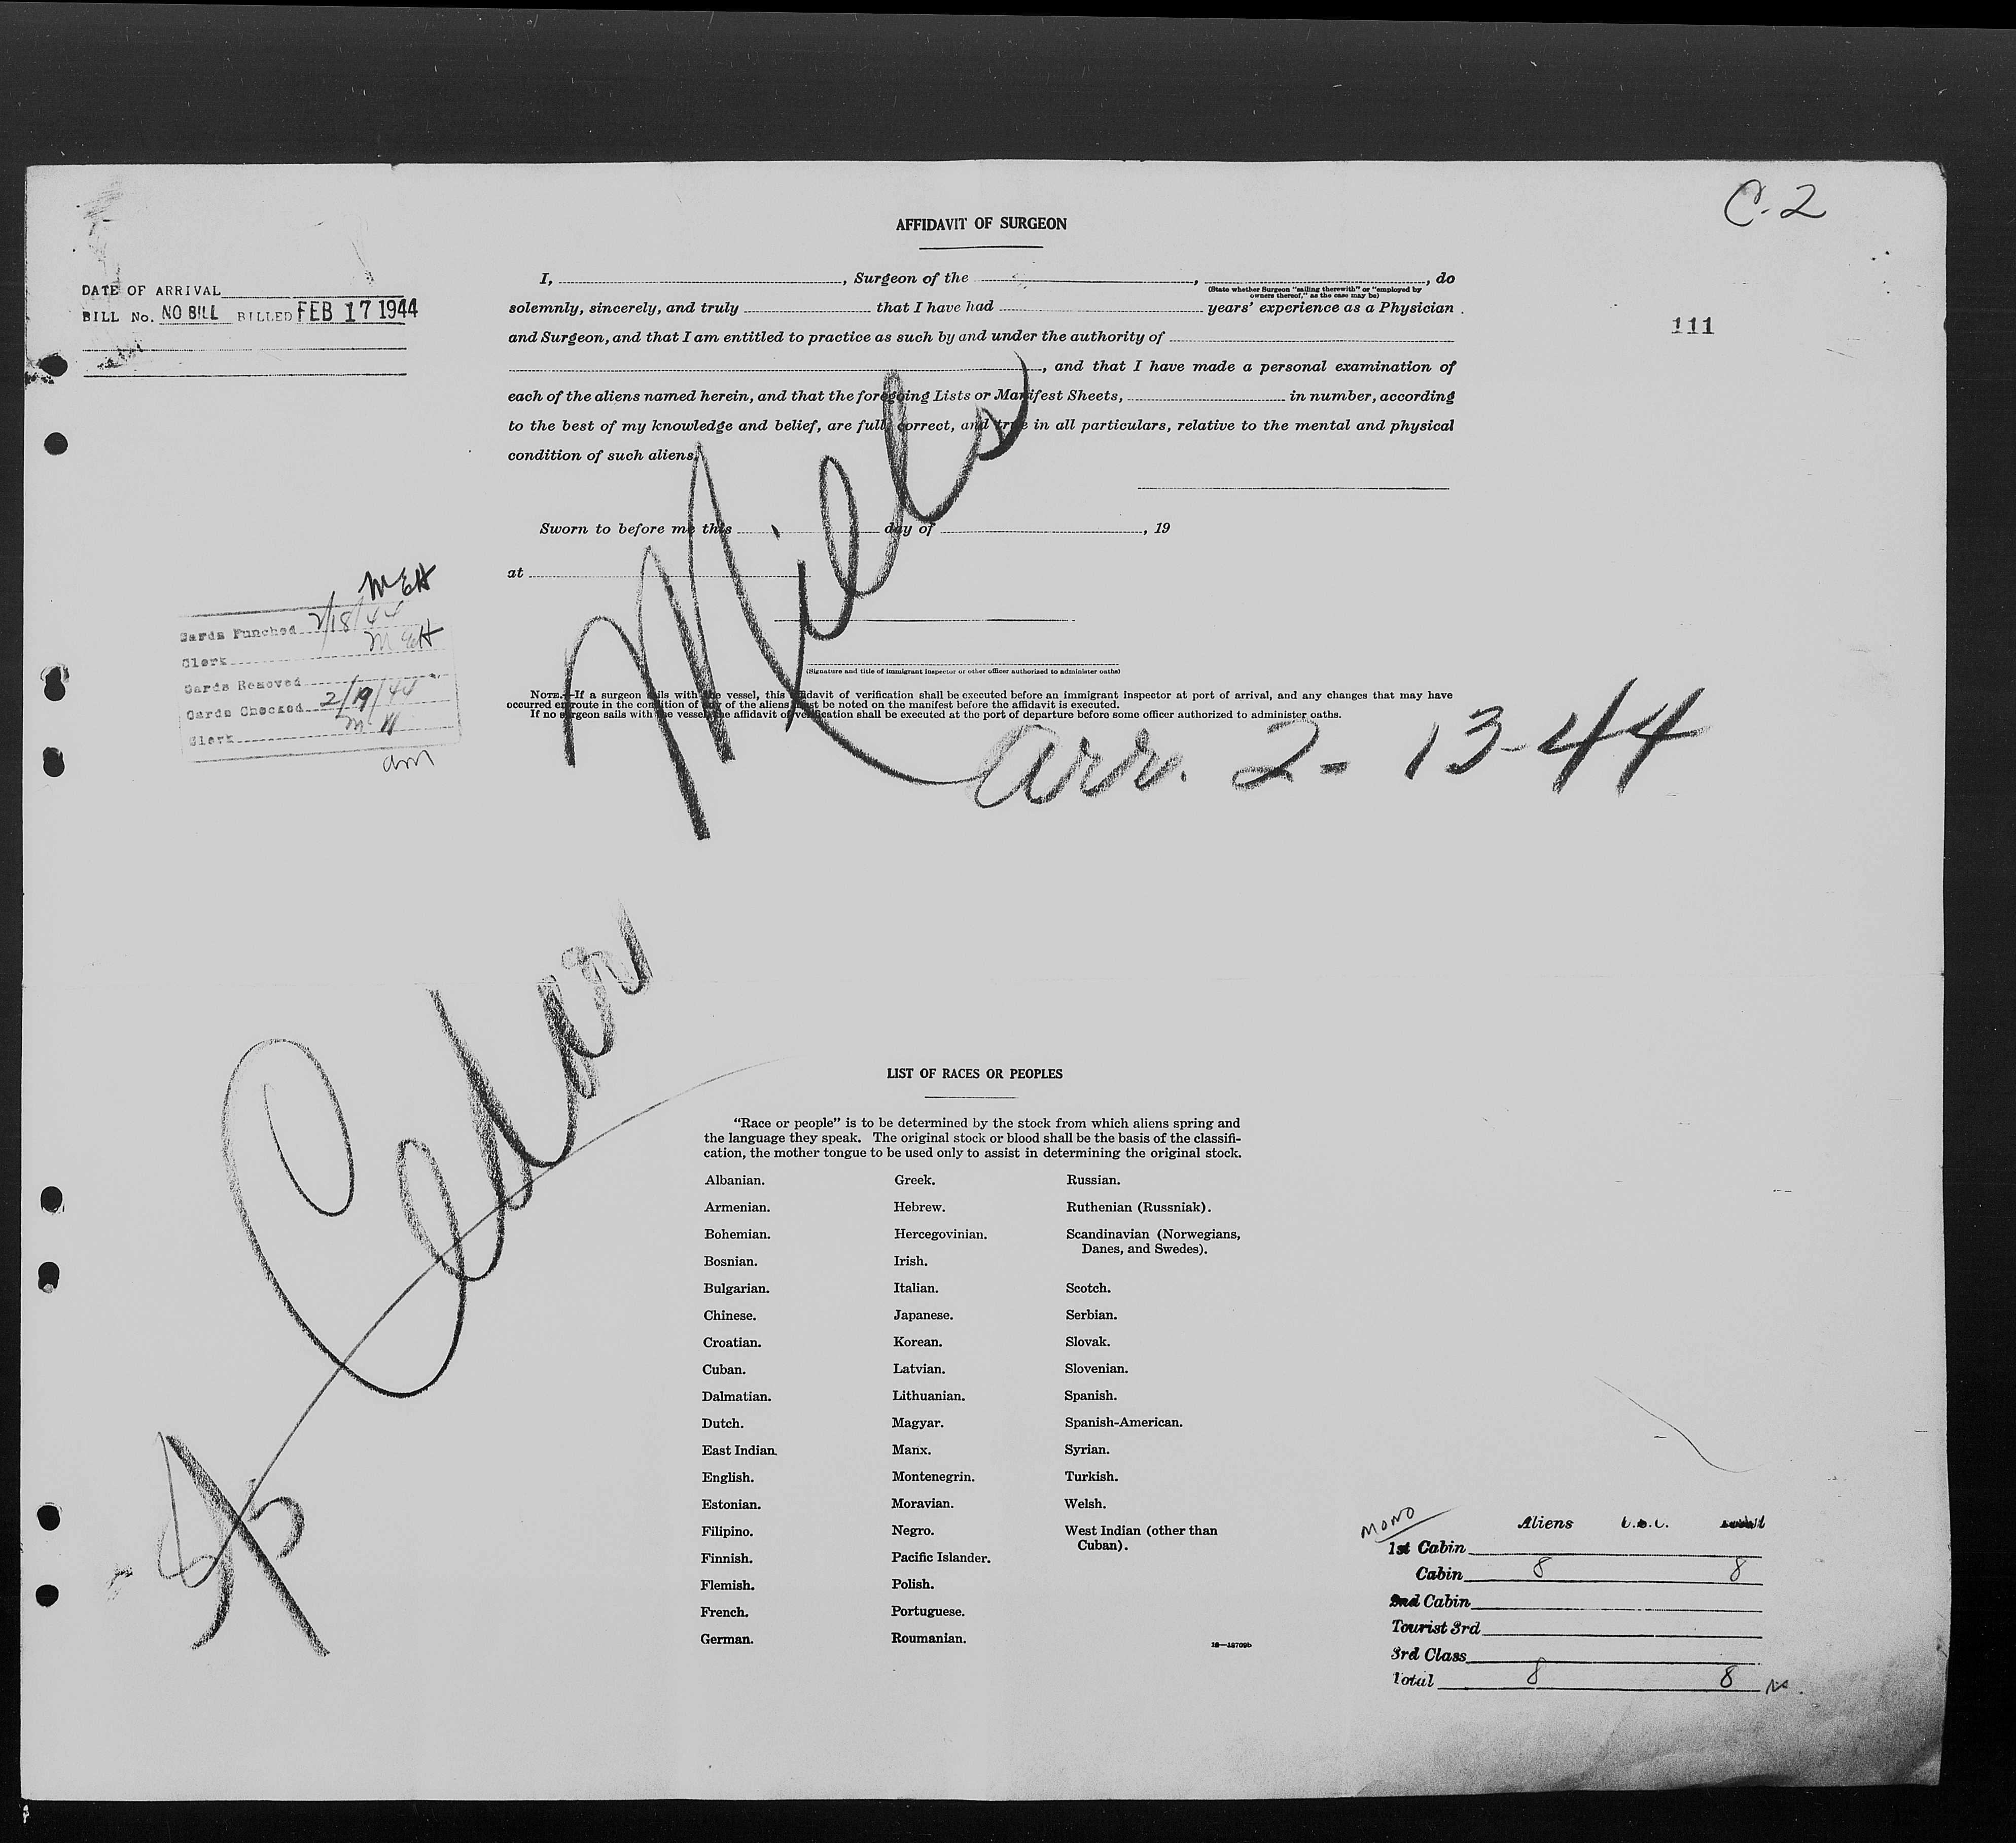 C-2
AFFIDAVIT OF SURGEON
DATE OF ARRIVAL
BILL No. NO BILL BILLED FEB 17 1944
111
I, , Surgeon of the , , do
(State whether Surgeon "sailing therewith" or "employed by
owners thereof," as the case may be)
solemnly, sincerely, and truly that I have had years' experience as a Physician
and Surgeon, and that I am entitled to practice as such by and under the authority of
, and that I have made a personal examination of
each of the aliens named herein, and that the foregoing Lists or Manifest Sheets, in number, according
to the best of my knowledge and belief, are full, correct, and true in all particulars, relative to the mental and physical
condition of such aliens.
Sworn to before me this day of , 19
at
(Signature and title of immigrant inspector or other officer authorized to administer oaths)
NOTE.—If a surgeon sails with the vessel, this affidavit of verification shall be executed before an immigrant inspector at port of arrival, and any changes that may have
occurred en route in the condition of any of the aliens must be noted on the manifest before the affidavit is executed.
If no surgeon sails with the vessel, the affidavit of verification shall be executed at the port of departure before some officer authorized to administer oaths.
MEH
Cards Punched 2/18/44
Clerk MEH
Cards Removed
Cards Checked 2/19/44
Clerk
arr. 2-13-44
LIST OF RACES OR PEOPLES
"Race or people" is to be determined by the stock from which aliens spring and
the language they speak. The original stock or blood shall be the basis of the classifi-
cation, the mother tongue to be used only to assist in determining the original stock.
Albanian. Greek. Russian.
Armenian. Hebrew. Ruthenian (Russniak).
Bohemian. Hercegovinian. Scandinavian (Norwegians,
Danes, and Swedes).
Bosnian. Irish.
Bulgarian. Italian. Scotch.
Chinese. Japanese. Serbian.
Croatian. Korean. Slovak.
Cuban. Latvian. Slovenian.
Dalmatian. Lithuanian. Spanish.
Dutch. Magyar. Spanish-American.
East Indian. Manx. Syrian.
English. Montenegrin. Turkish.
Estonian. Moravian. Welsh.
Filipino. Negro. West Indian (other than
Cuban).
Finnish. Pacific Islander.
Flemish. Polish.
French. Portuguese.
German. Roumanian.
16—18709b
MONO
Aliens U.S.C.
1st Cabin
Cabin 8 8
2nd Cabin
Tourist 3rd
3rd Class
Total 8 8